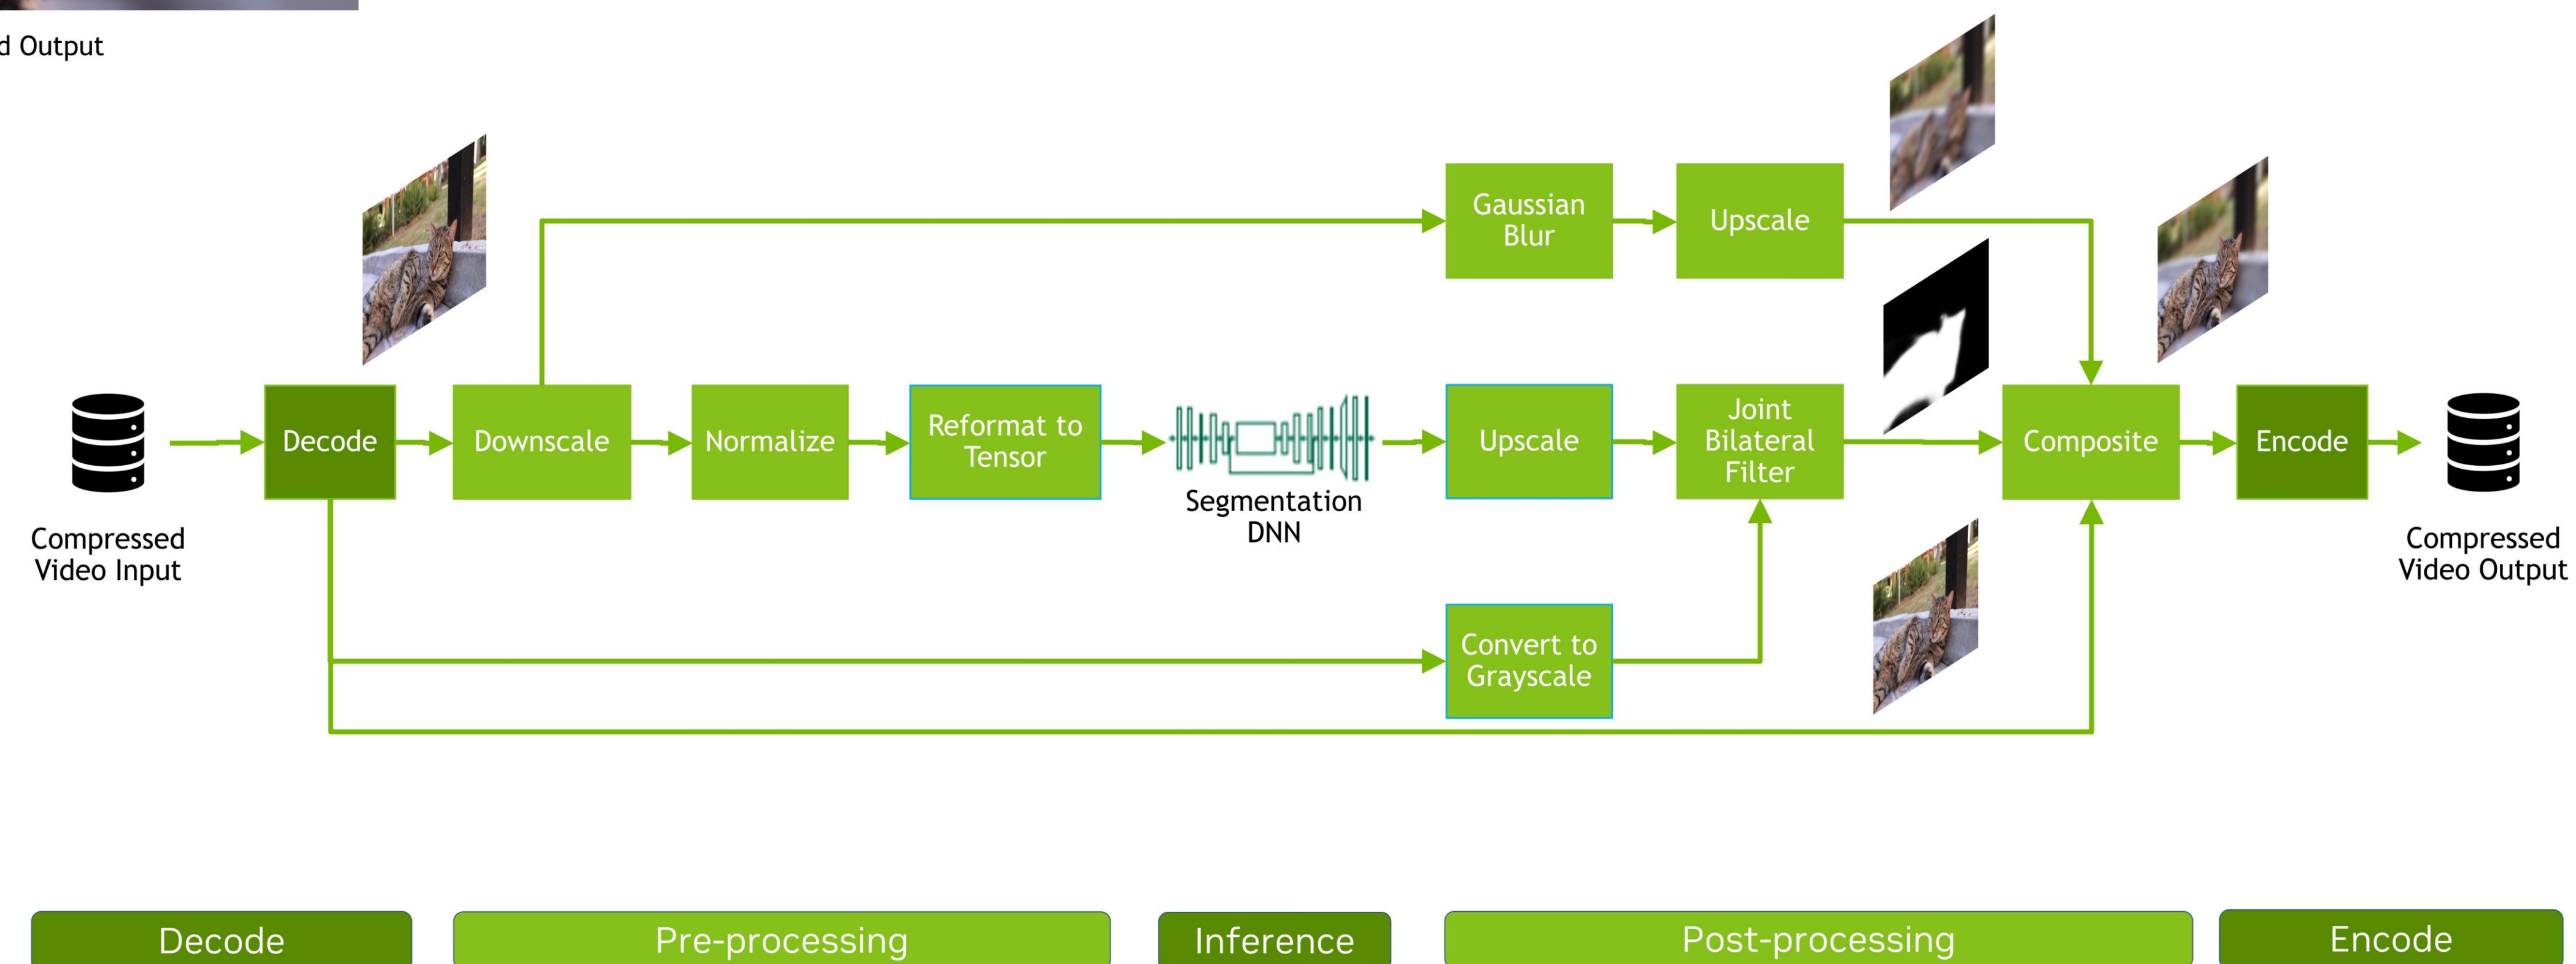 d Output
Gaussian
Blur
Upscale
Decode
Downscale
Normalize
Reformat to
Tensor
Segmentation
DNN
Upscale
Joint
Bilateral
Filter
Composite
Encode
Compressed
Video Input
Compressed
Video Output
Convert to
Grayscale
Decode
Pre-processing
Inference
Post-processing
Encode